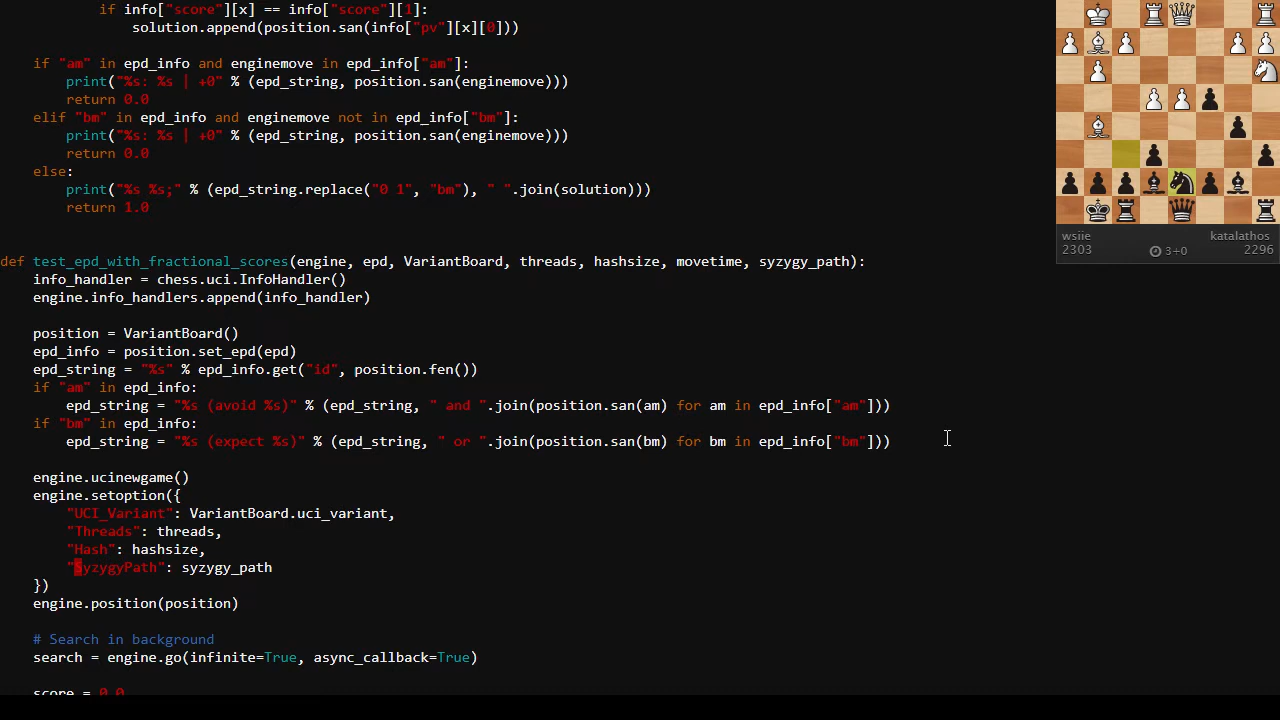 if info["score"][x] == info["score"][1]:
solution.append(position.san(info["pv"][x][0]))
if "am" in epd_info and enginemove in epd_info["am"]:
print("%s: %s | +0" % (epd_string, position.san(enginemove)))
return 0.0
elif "bm" in epd_info and enginemove not in epd_info["bm"]:
print("%s: %s | +0" % (epd_string, position.san(enginemove)))
return 0.0
else:
print("%s %s;" % (epd_string.replace("0 1", "bm"), " ".join(solution)))
return 1.0
def test_epd_with_fractional_scores(engine, epd, VariantBoard, threads, hashsize, movetime, syzygy_path):
info_handler = chess.uci.InfoHandler()
engine.info_handlers.append(info_handler)
position = VariantBoard()
epd_info = position.set_epd(epd)
epd_string = "%s" % epd_info.get("id", position.fen())
if "am" in epd_info:
epd_string = "%s (avoid %s)" % (epd_string, " and ".join(position.san(am) for am in epd_info["am"]))
if "bm" in epd_info:
epd_string = "%s (expect %s)" % (epd_string, " or ".join(position.san(bm) for bm in epd_info["bm"]))
engine.ucinewgame()
engine.setoption({
"UCI_Variant": VariantBoard.uci_variant,
"Threads": threads,
"Hash": hashsize,
"SyzygyPath": syzygy_path
})
engine.position(position)
# Search in background
search = engine.go(infinite=True, async_callback=True)
score = 0.0
wsiie katalathos
2303 3+0 2296